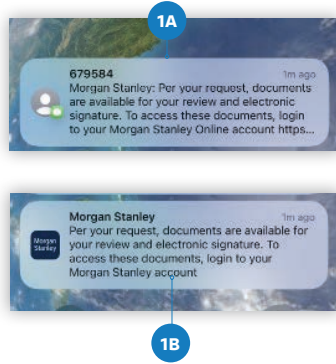 1A
679584 1m ago
Morgan Stanley: Per your request, documents
are available for your review and electronic
signature. To access these documents, login
to your Morgan Stanley Online account https...
Morgan Stanley 1m ago
Morgan
Stanley
Per your request, documents are available for
your review and electronic signature. To
access these documents, login to your
Morgan Stanley account
1B